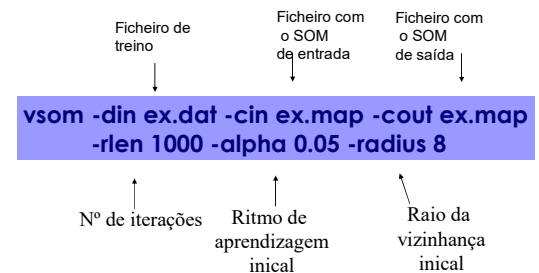 Ficheiro de
treino
Ficheiro com
o SOM
de entrada
Ficheiro com
o SOM
de saída
vsom -din ex.dat -cin ex.map -cout ex.map
-rlen 1000 -alpha 0.05 -radius 8
Nº de iterações
Ritmo de
aprendizagem
inical
Raio da
vizinhança
inical